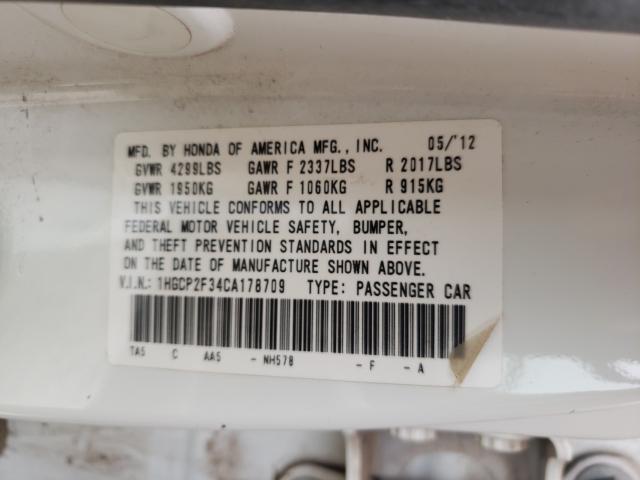 MFD. BY HONDA OF AMERICA MFG., INC. 05/'12
GVWR 4299LBS GAWR F 2337LBS R 2017LBS
GVWR 1950KG GAWR F 1060KG R 915KG
THIS VEHICLE CONFORMS TO ALL APPLICABLE
FEDERAL MOTOR VEHICLE SAFETY, BUMPER,
AND THEFT PREVENTION STANDARDS IN EFFECT
ON THE DATE OF MANUFACTURE SHOWN ABOVE.
V.I.N.: 1HGCP2F34CA178709 TYPE: PASSENGER CAR
TA5 C AA5 - NH578 - F - A